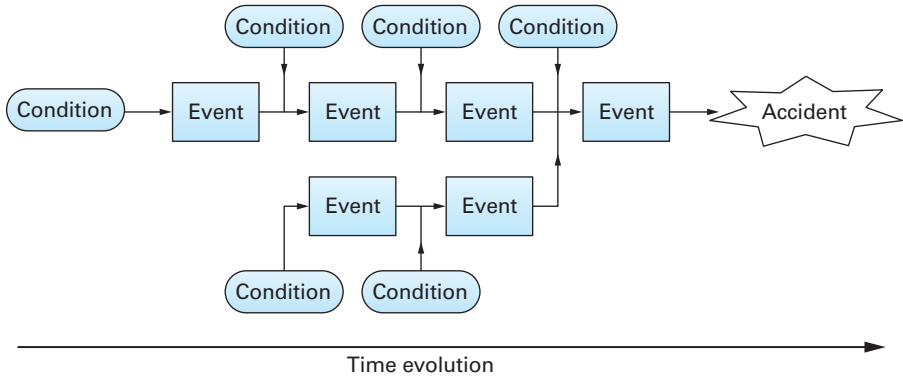 Condition
Condition
Condition
Condition
Event
Event
Event
Event
Accident
Event
Event
Condition
Condition
Time evolution